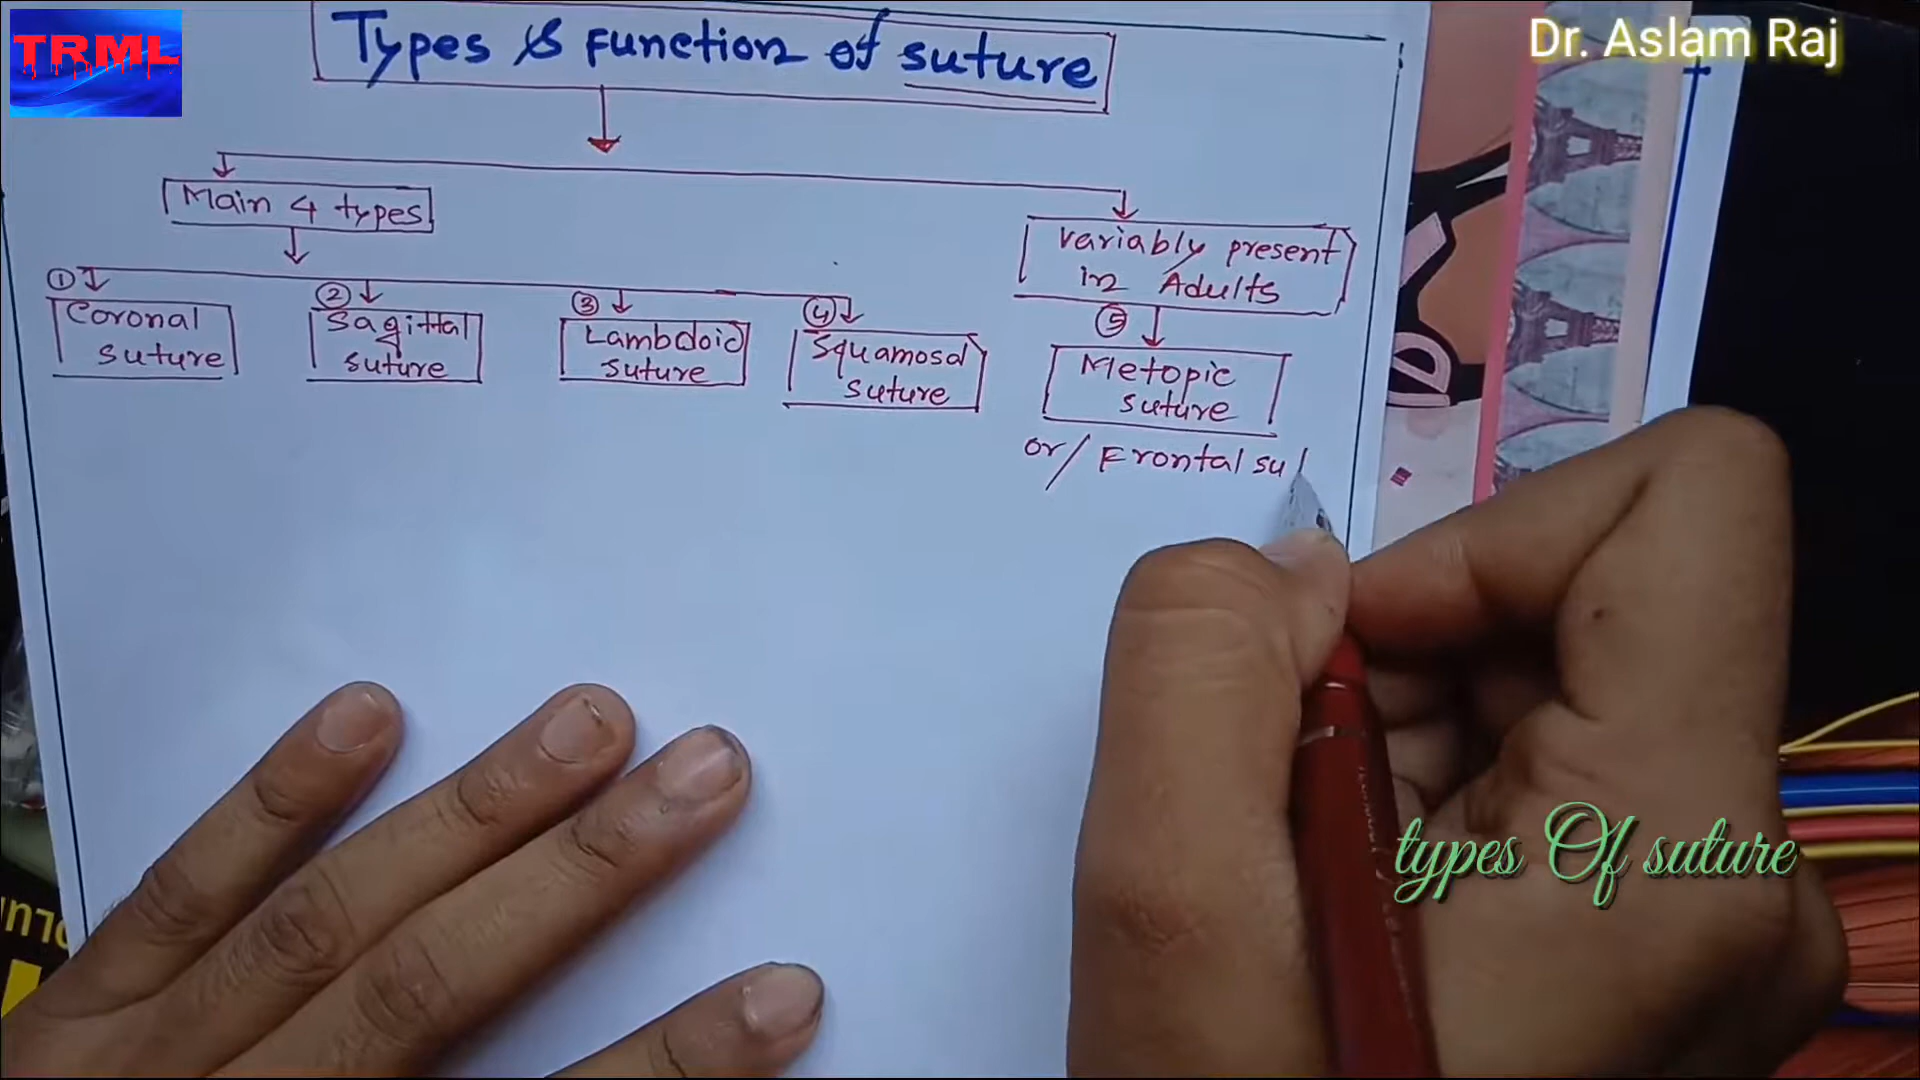 TRML
Dr. Aslam Raj
Types & function of suture
Main 4 types
variably present
in Adults
① Coronal
suture
② Sagittal
suture
③ Lambdoid
suture
④ Squamosal
suture
⑤ Metopic
suture
or/ Frontal su
types Of suture